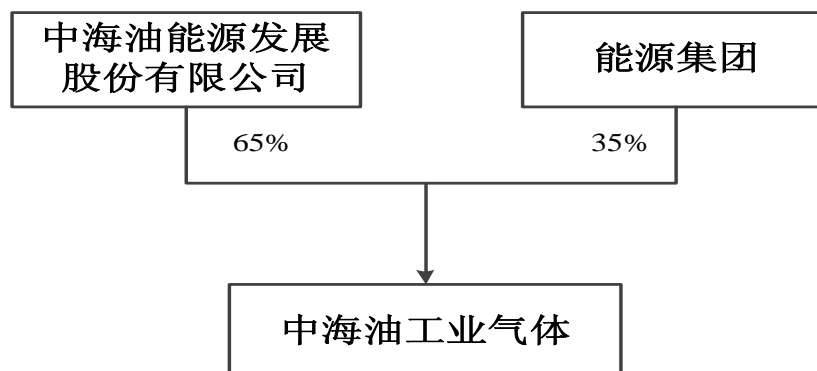 中海油能源发展
股份有限公司
能源集团
65%
35%
中海油工业气体